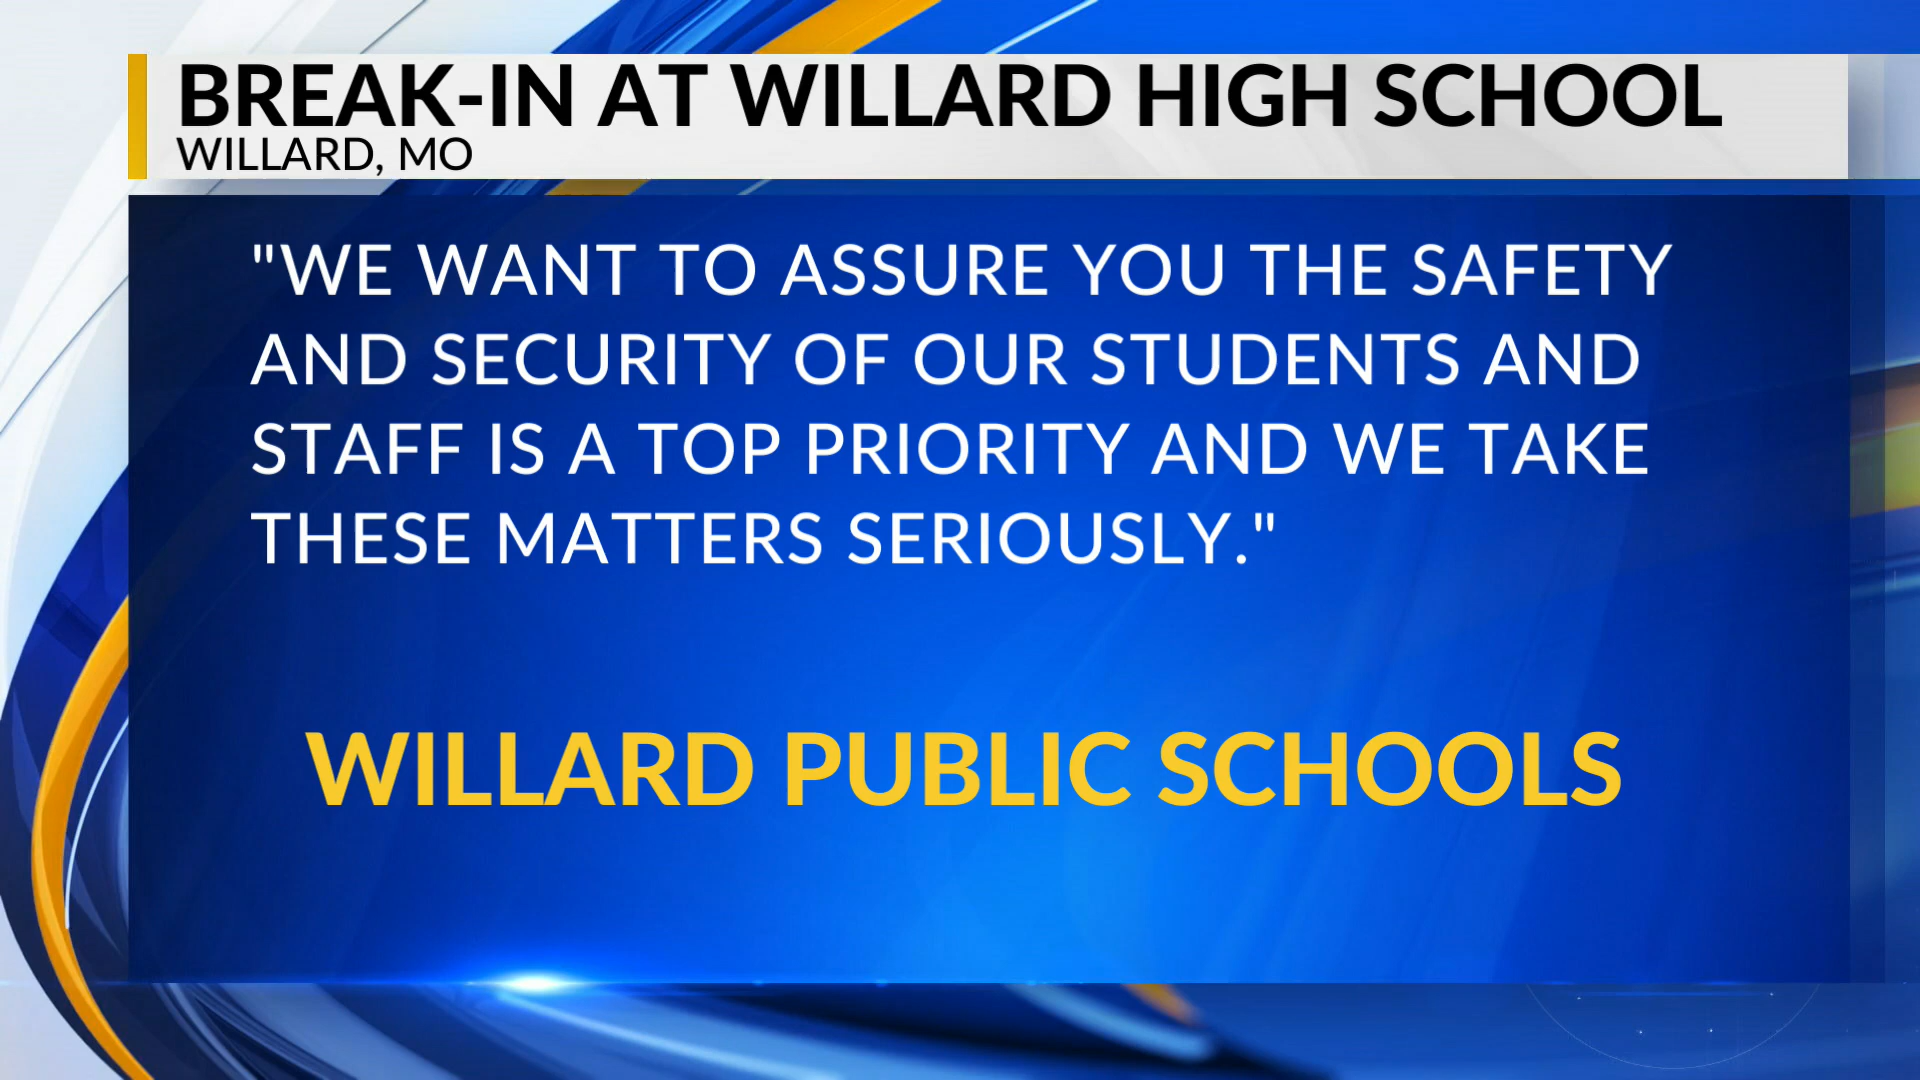 BREAK-IN AT WILLARD HIGH SCHOOL
WILLARD, MO
"WE WANT TO ASSURE YOU THE SAFETY
AND SECURITY OF OUR STUDENTS AND
STAFF IS A TOP PRIORITY AND WE TAKE
THESE MATTERS SERIOUSLY."
WILLARD PUBLIC SCHOOLS